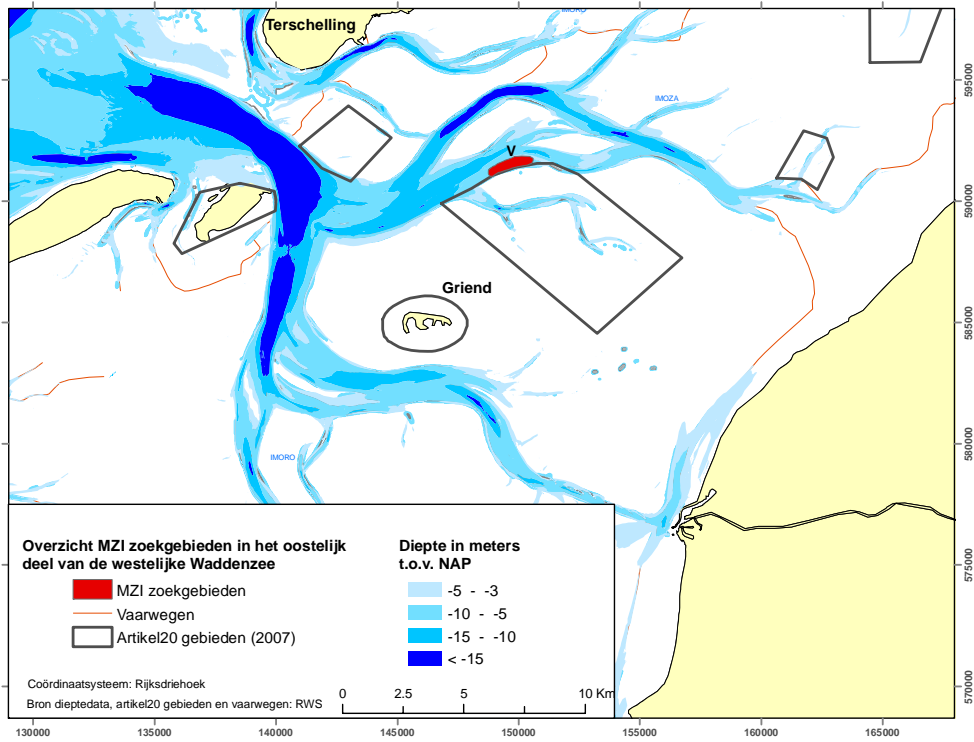 Terschelling
IMORO
IMOZA
V
Griend
IMORO
595000
590000
585000
580000
575000
570000
Overzicht MZI zoekgebieden in het oostelijk
deel van de westelijke Waddenzee
MZI zoekgebieden
Vaarwegen
Artikel20 gebieden (2007)
Diepte in meters
t.o.v. NAP
-5 - -3
-10 - -5
-15 - -10
< -15
Coördinaatsysteem: Rijksdriehoek
Bron dieptedata, artikel20 gebieden en vaarwegen: RWS
0 2.5 5 10 Km
130000 135000 140000 145000 150000 155000 160000 165000